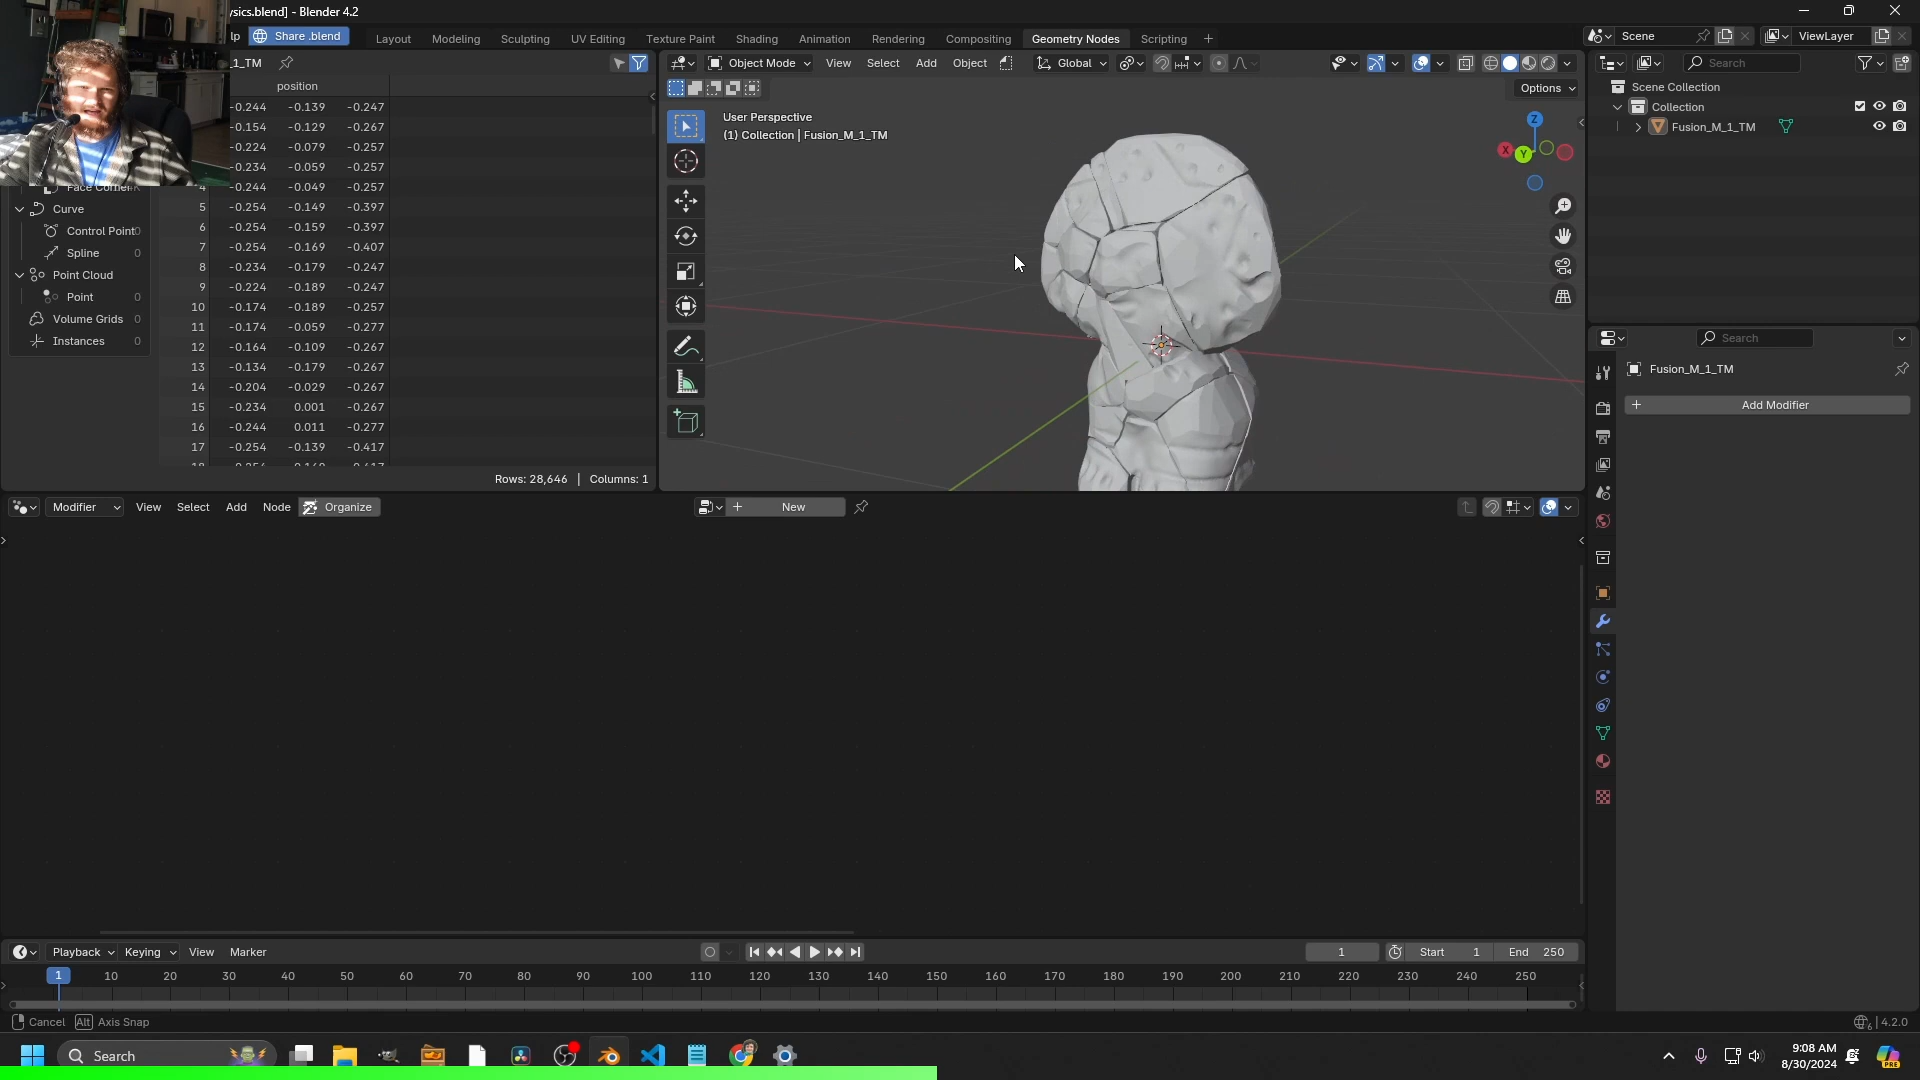 ysics.blend] - Blender 4.2
lp Share .blend Layout Modeling Sculpting UV Editing Texture Paint Shading Animation Rendering Compositing Geometry Nodes Scripting +
Scene ViewLayer
_1_TM
Object Mode View Select Add Object Global
Search
Options
position
-0.244 -0.139 -0.247
-0.154 -0.129 -0.267
-0.224 -0.079 -0.257
-0.234 -0.059 -0.257
4 -0.244 -0.049 -0.257
5 -0.254 -0.149 -0.397
6 -0.254 -0.159 -0.397
7 -0.254 -0.169 -0.407
8 -0.234 -0.179 -0.247
9 -0.224 -0.189 -0.247
10 -0.174 -0.189 -0.257
11 -0.174 -0.059 -0.277
12 -0.164 -0.109 -0.267
13 -0.134 -0.179 -0.267
14 -0.204 -0.029 -0.267
15 -0.234 0.001 -0.267
16 -0.244 0.011 -0.277
17 -0.254 -0.139 -0.417
Face Corner
Curve
Control Point 0
Spline 0
Point Cloud
Point 0
Volume Grids 0
Instances 0
Rows: 28,646 | Columns: 1
User Perspective
(1) Collection | Fusion_M_1_TM
Z
X
Y
Scene Collection
Collection
Fusion_M_1_TM
Search
Fusion_M_1_TM
+ Add Modifier
Modifier View Select Add Node Organize
+ New
Playback Keying View Marker
1 Start 1 End 250
1 10 20 30 40 50 60 70 80 90 100 110 120 130 140 150 160 170 180 190 200 210 220 230 240 250
Cancel Alt Axis Snap
4.2.0
Search
9:08 AM
8/30/2024
PRE